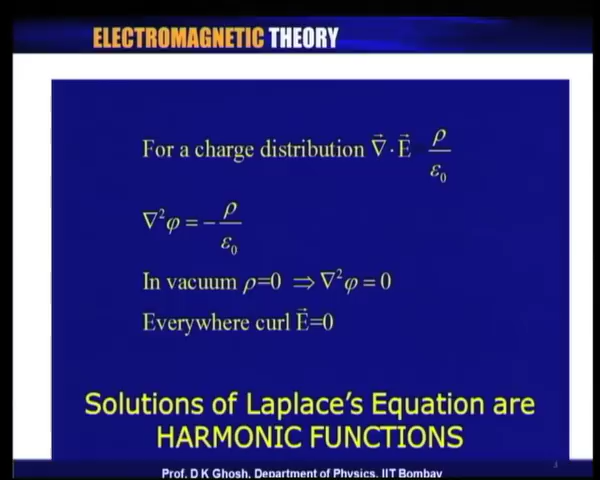 ELECTROMAGNETIC THEORY
For a charge distribution ∇⃗ · E⃗ ρ/ε₀
∇²φ = −ρ/ε₀
In vacuum ρ=0 ⇒ ∇²φ = 0
Everywhere curl E⃗=0
Solutions of Laplace's Equation are
HARMONIC FUNCTIONS
Prof. D K Ghosh, Department of Physics, IIT Bombay
3